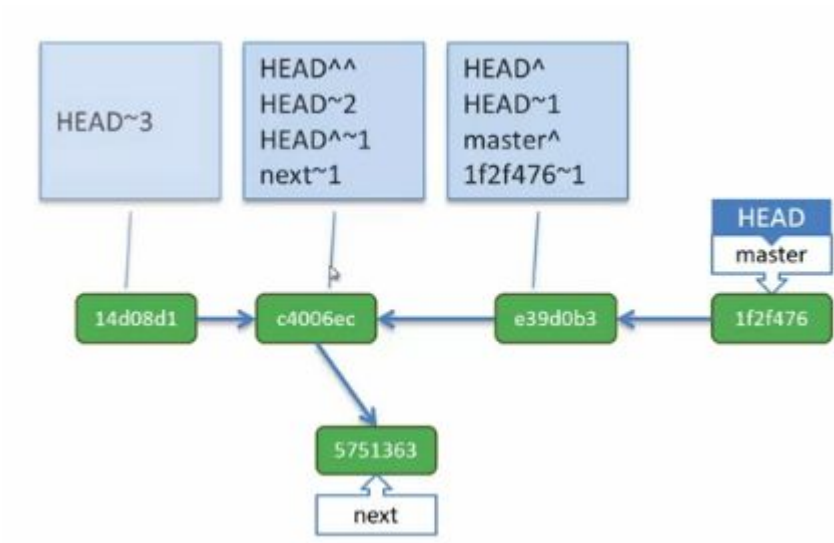 HEAD~3
HEAD^^
HEAD~2
HEAD^~1
next~1
HEAD^
HEAD~1
master^
1f2f476~1
HEAD
master
14d08d1
c4006ec
e39d0b3
1f2f476
5751363
next